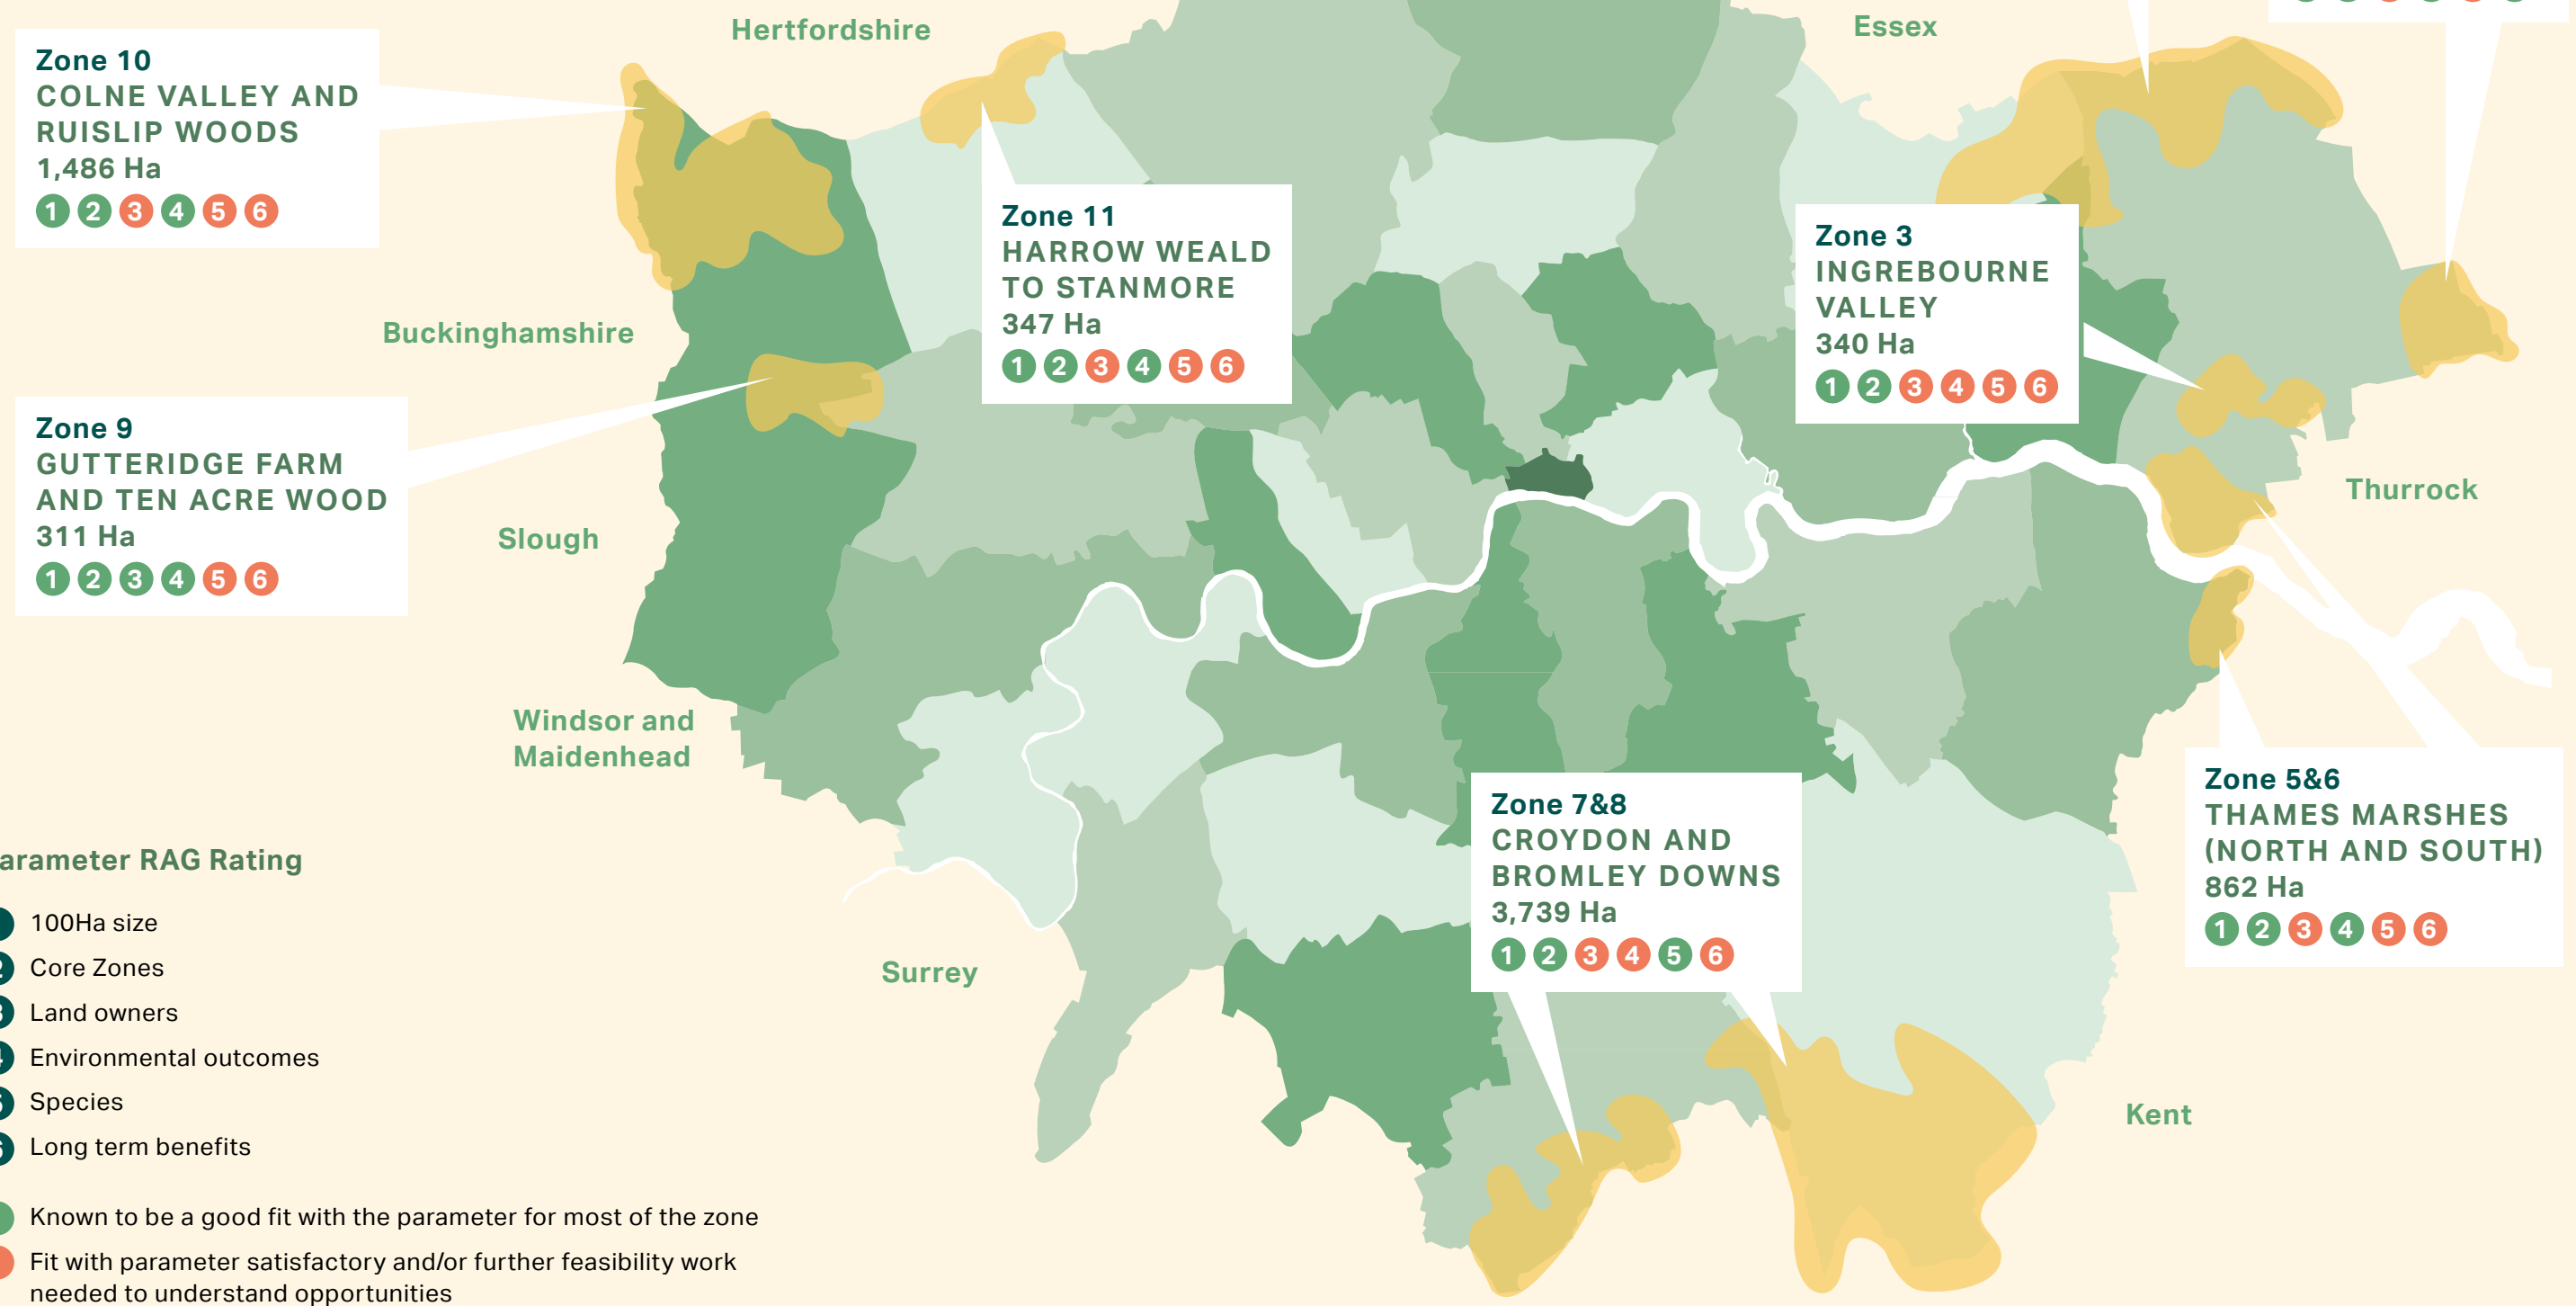 Hertfordshire
Essex
Zone 10
COLNE VALLEY AND
RUISLIP WOODS
1,486 Ha
1 2 3 4 5 6
Zone 11
HARROW WEALD
TO STANMORE
347 Ha
1 2 3 4 5 6
Zone 3
INGREBOURNE
VALLEY
340 Ha
1 2 3 4 5 6
Buckinghamshire
Zone 9
GUTTERIDGE FARM
AND TEN ACRE WOOD
311 Ha
1 2 3 4 5 6
Slough
Thurrock
Windsor and
Maidenhead
Zone 7&8
CROYDON AND
BROMLEY DOWNS
3,739 Ha
1 2 3 4 5 6
Zone 5&6
THAMES MARSHES
(NORTH AND SOUTH)
862 Ha
1 2 3 4 5 6
Surrey
Kent
arameter RAG Rating
100Ha size
2 Core Zones
3 Land owners
4 Environmental outcomes
5 Species
6 Long term benefits
Known to be a good fit with the parameter for most of the zone
Fit with parameter satisfactory and/or further feasibility work
needed to understand opportunities